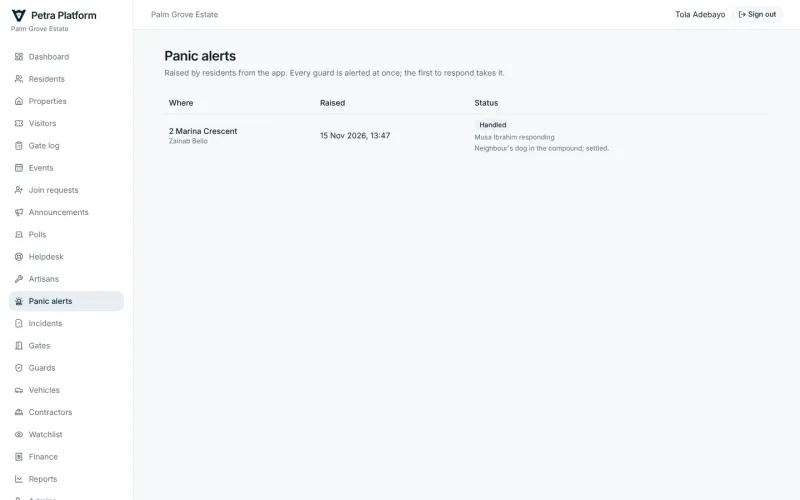 Petra Platform
Palm Grove Estate
Palm Grove Estate
Tola Adebayo
Sign out
Dashboard
Residents
Properties
Visitors
Gate log
Events
Join requests
Announcements
Polls
Helpdesk
Artisans
Panic alerts
Incidents
Gates
Guards
Vehicles
Contractors
Watchlist
Finance
Reports
Panic alerts
Raised by residents from the app. Every guard is alerted at once; the first to respond takes it.
Where Raised Status
2 Marina Crescent
Zainab Bello
15 Nov 2026, 13:47
Handled
Musa Ibrahim responding
Neighbour's dog in the compound; settled.